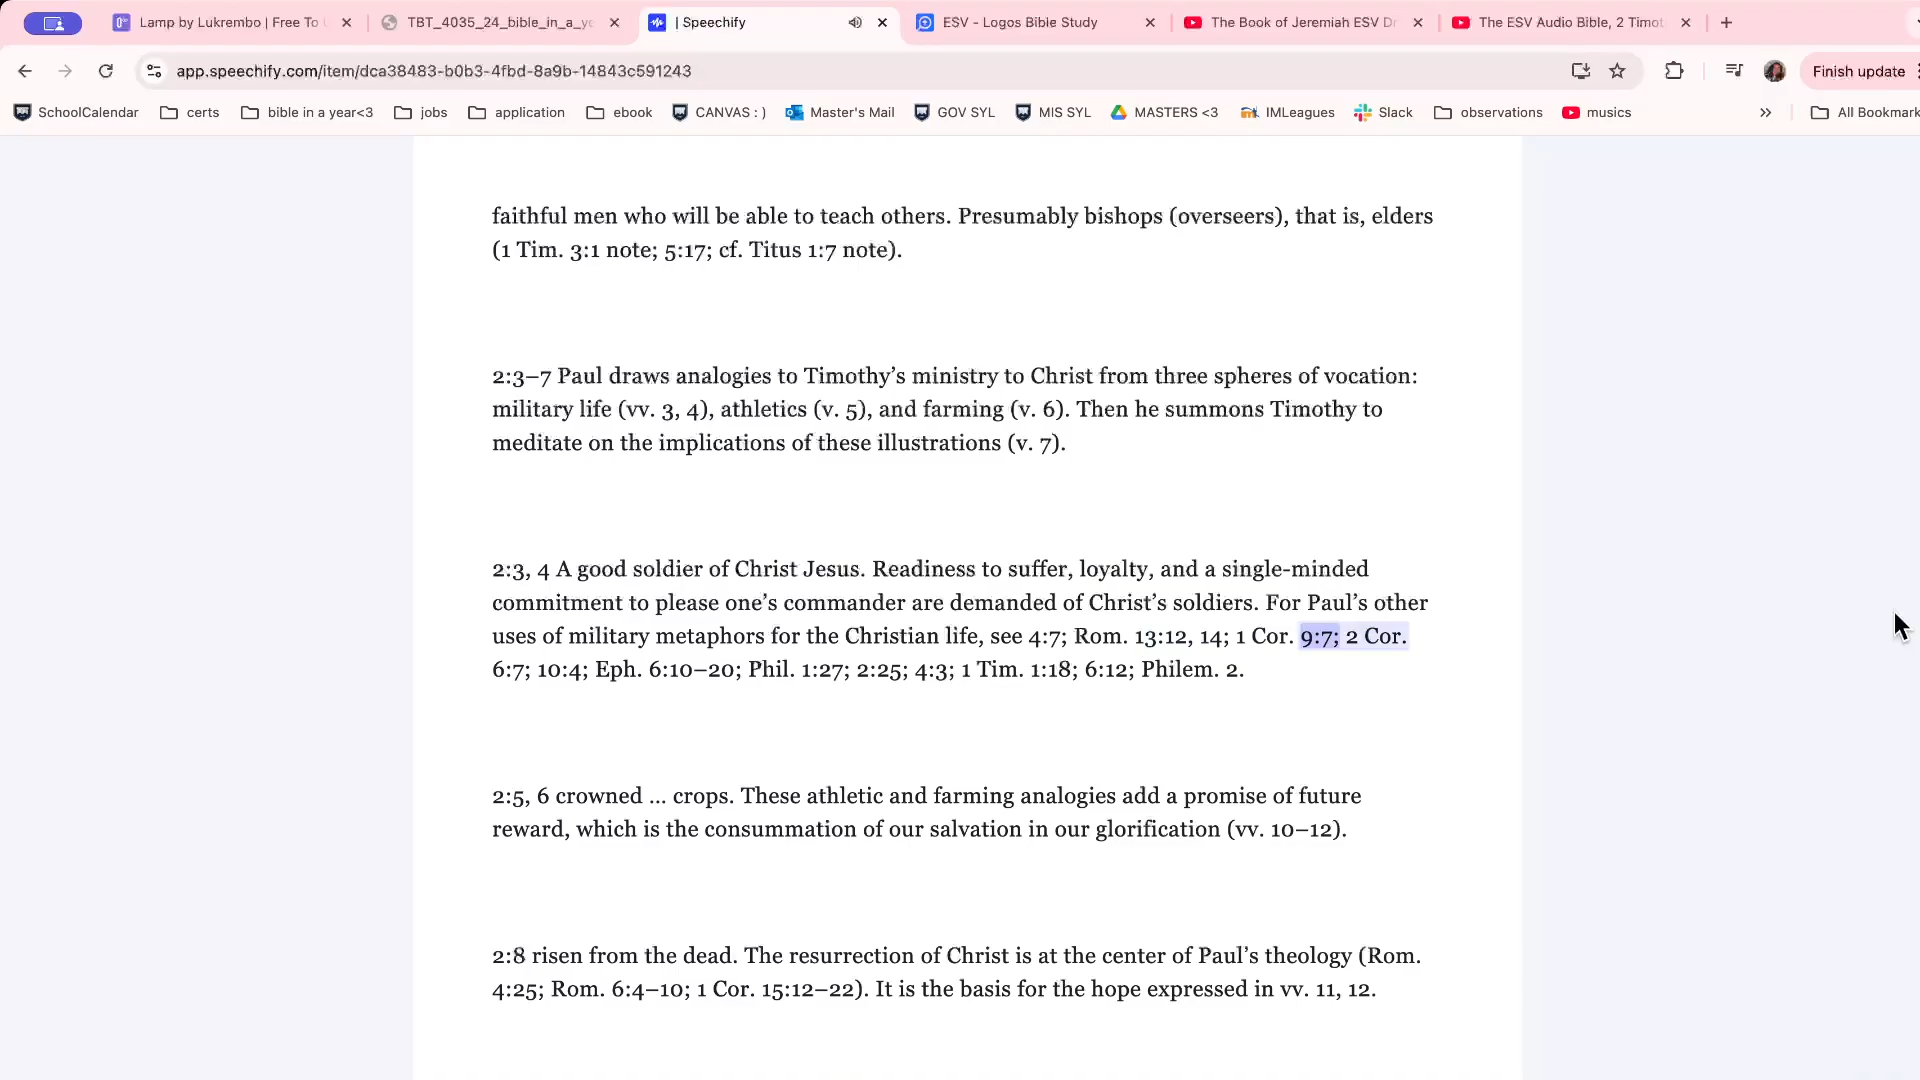 Lamp by Lukrembo | Free To
TBT_4035_24_bible_in_a_ye
| Speechify
ESV - Logos Bible Study
The Book of Jeremiah ESV Dr
The ESV Audio Bible, 2 Timot
app.speechify.com/item/dca38483-b0b3-4fbd-8a9b-14843c591243
Finish update
SchoolCalendar
certs
bible in a year<3
jobs
application
ebook
CANVAS : )
Master's Mail
GOV SYL
MIS SYL
MASTERS <3
IMLeagues
Slack
observations
musics
All Bookmark
faithful men who will be able to teach others. Presumably bishops (overseers), that is, elders
(1 Tim. 3:1 note; 5:17; cf. Titus 1:7 note).
2:3–7 Paul draws analogies to Timothy’s ministry to Christ from three spheres of vocation:
military life (vv. 3, 4), athletics (v. 5), and farming (v. 6). Then he summons Timothy to
meditate on the implications of these illustrations (v. 7).
2:3, 4 A good soldier of Christ Jesus. Readiness to suffer, loyalty, and a single-minded
commitment to please one’s commander are demanded of Christ’s soldiers. For Paul’s other
uses of military metaphors for the Christian life, see 4:7; Rom. 13:12, 14; 1 Cor. 9:7; 2 Cor.
6:7; 10:4; Eph. 6:10–20; Phil. 1:27; 2:25; 4:3; 1 Tim. 1:18; 6:12; Philem. 2.
2:5, 6 crowned ... crops. These athletic and farming analogies add a promise of future
reward, which is the consummation of our salvation in our glorification (vv. 10–12).
2:8 risen from the dead. The resurrection of Christ is at the center of Paul’s theology (Rom.
4:25; Rom. 6:4–10; 1 Cor. 15:12–22). It is the basis for the hope expressed in vv. 11, 12.